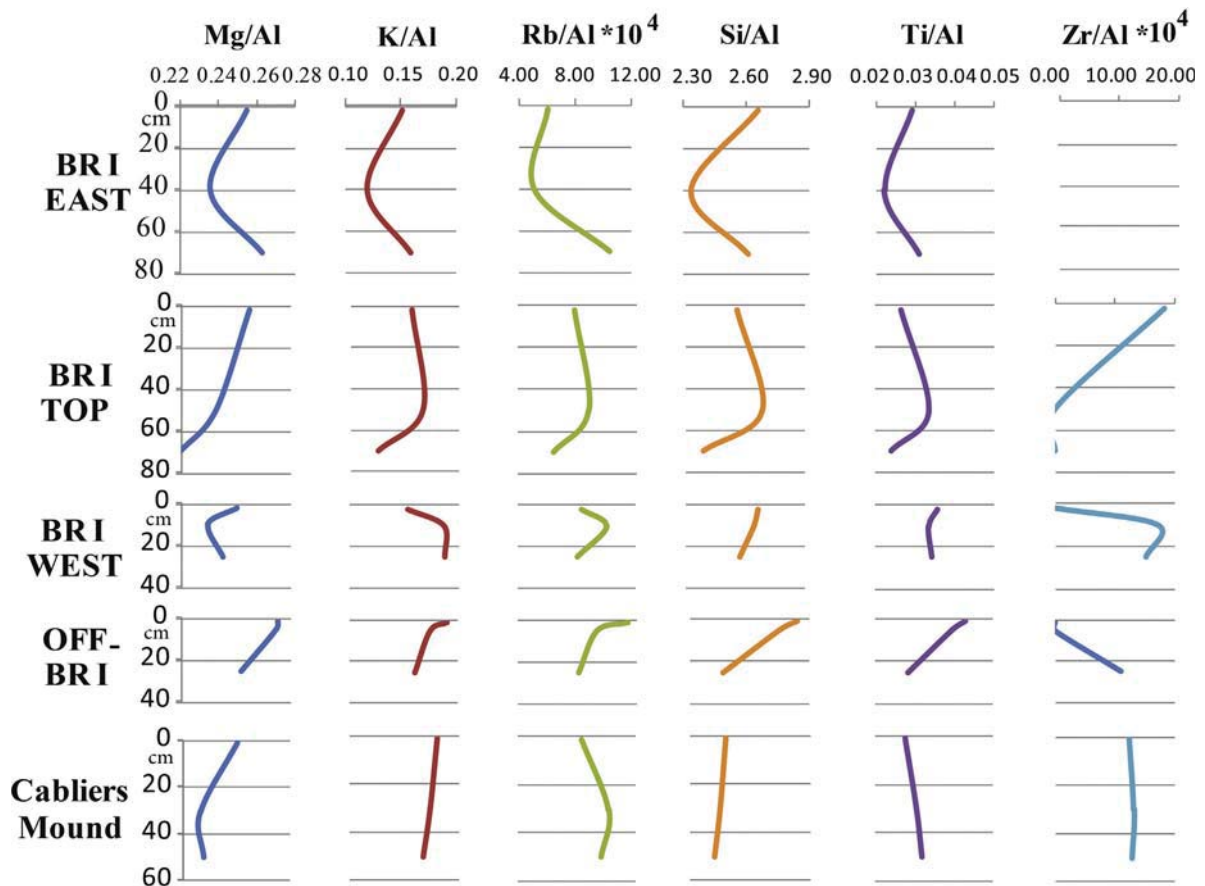 Mg/Al K/Al Rb/Al *10⁴ Si/Al Ti/Al Zr/Al *10⁴
0.22 0.24 0.26 0.28 0.10 0.15 0.20 4.00 8.00 12.00 2.30 2.60 2.90 0.02 0.03 0.04 0.05 0.00 10.00 20.00
0
cm
20
BR I
EAST
40
60
80
0
cm
20
BR I
TOP
40
60
80
0
cm
BR I
WEST
20
40
0
cm
OFF-
BR I
20
40
0
cm
20
Cabliers
Mound
40
60